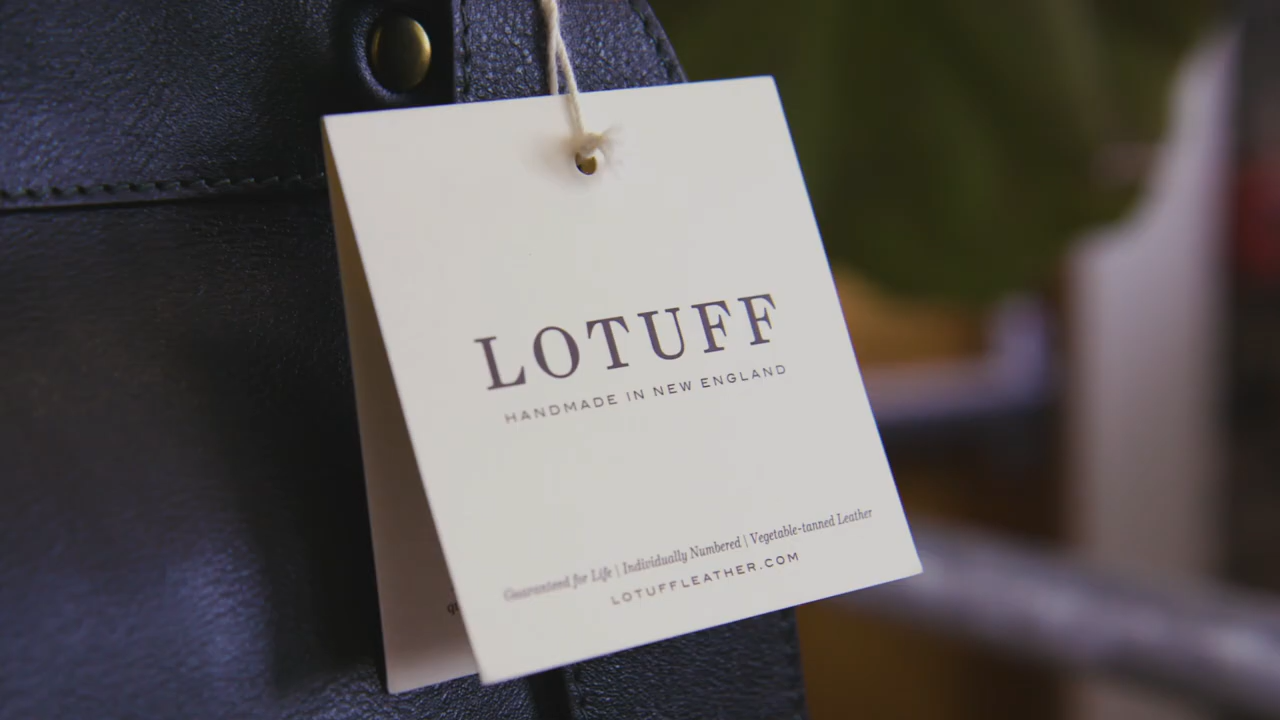 LOTUFF
HANDMADE IN NEW ENGLAND
Guaranteed for Life | Individually Numbered | Vegetable-tanned Leather
LOTUFFLEATHER.COM